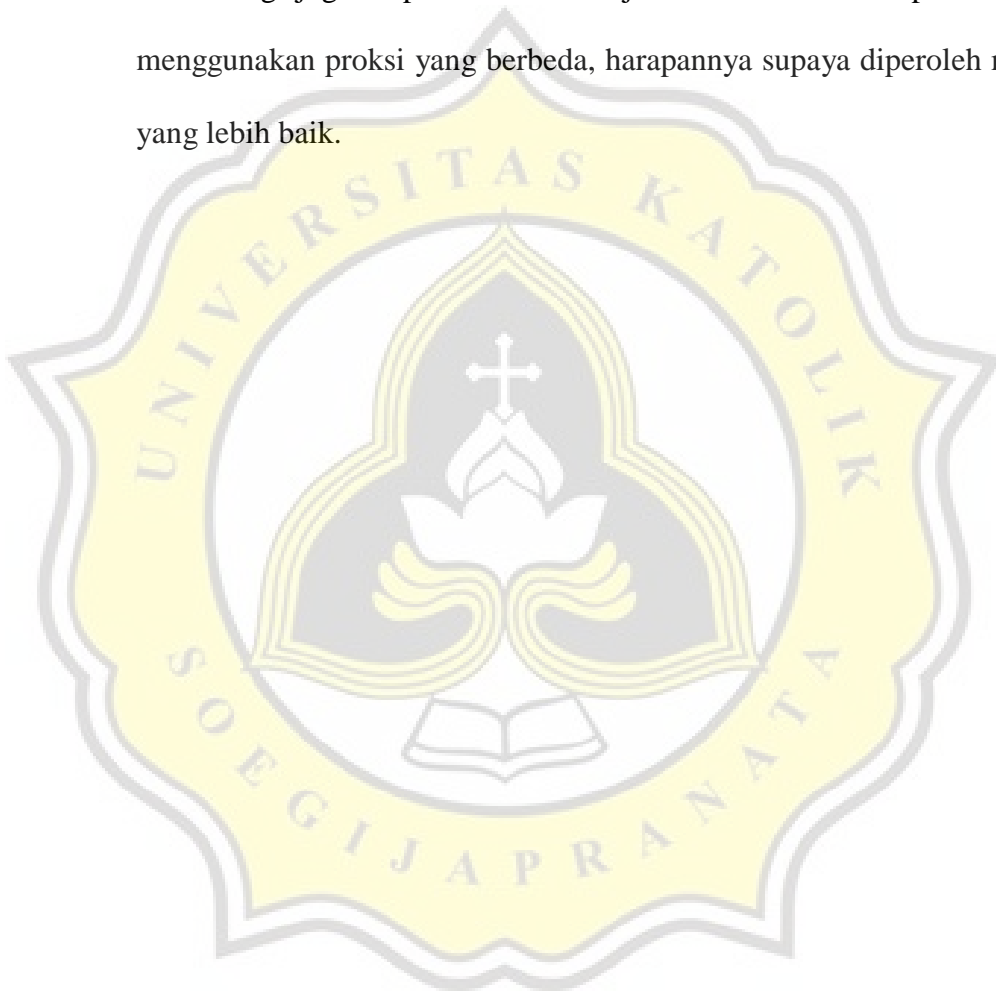 menggunakan proksi yang berbeda, harapannya supaya diperoleh
yang lebih baik.
UNIVERSITAS KATOLIK
SOEGIJAPRANATA